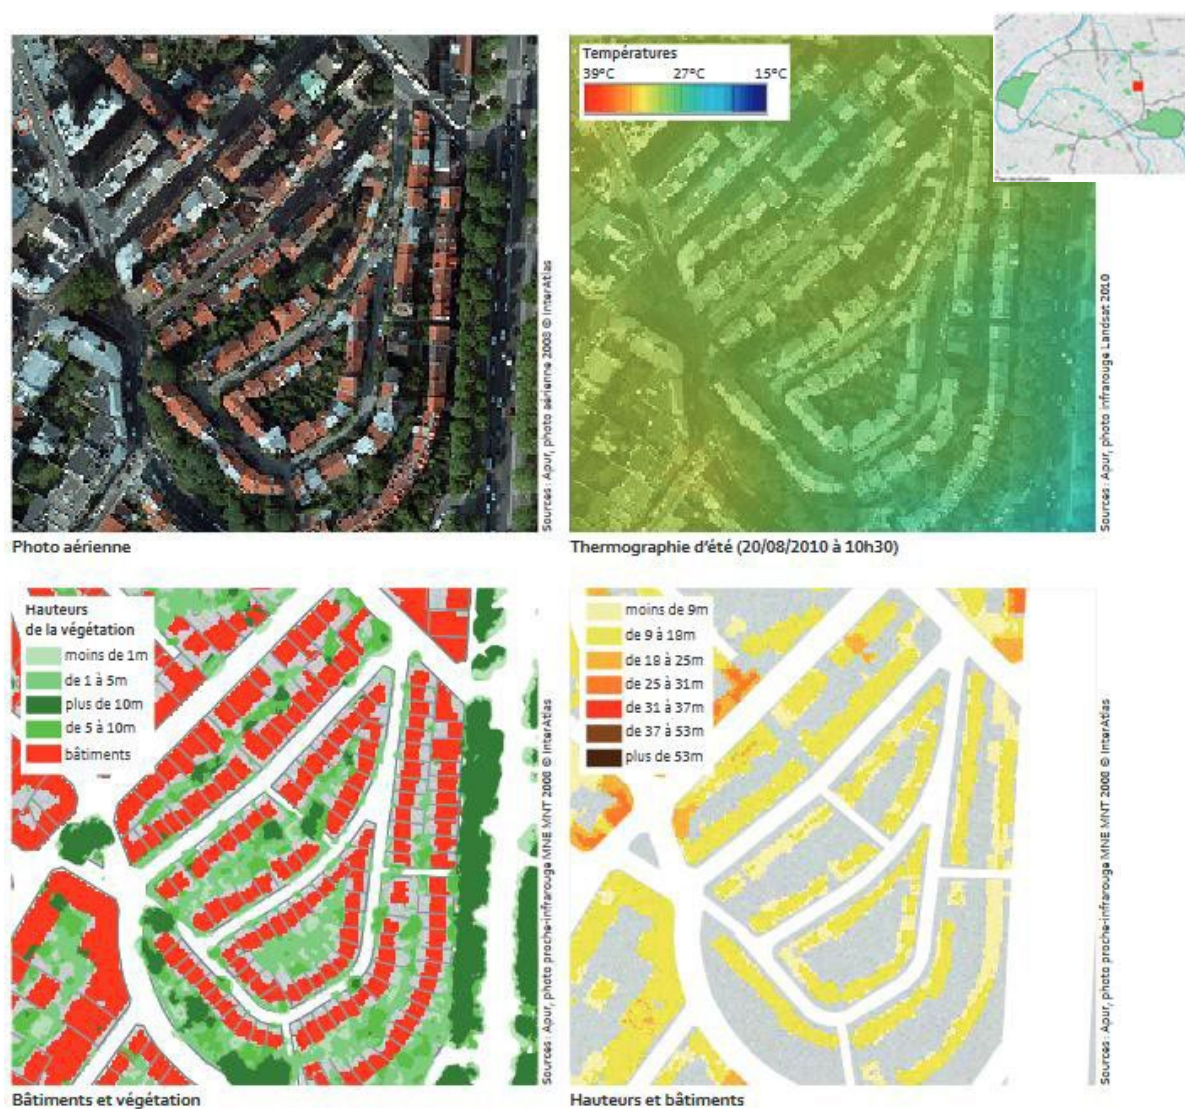 Températures
39°C 27°C 15°C
Plan de localisation
Sources : Apur, photo aérienne 2008 © InterAtlas
Sources : Apur, photo infrarouge Landsat 2010
Photo aérienne
Thermographie d'été (20/08/2010 à 10h30)
Hauteurs
de la végétation
moins de 1m
de 1 à 5m
plus de 10m
de 5 à 10m
bâtiments
moins de 9m
de 9 à 18m
de 18 à 25m
de 25 à 31m
de 31 à 37m
de 37 à 53m
plus de 53m
Sources : Apur, photo proche-infrarouge MNE MNT 2008 © InterAtlas
Sources : Apur, photo proche-infrarouge MNE MNT 2008 © InterAtlas
Bâtiments et végétation
Hauteurs et bâtiments